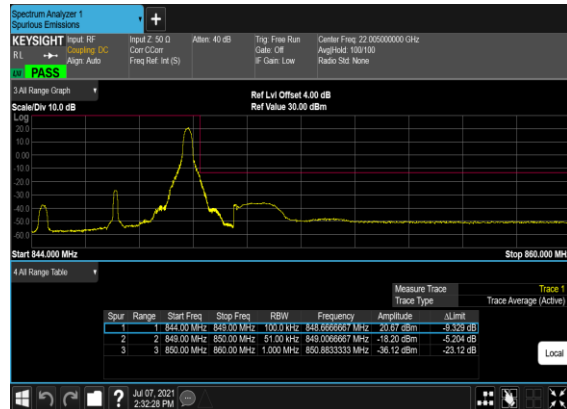 Spectrum Analyzer 1
Spurious Emissions
+
KEYSIGHT
RL
LW PASS
Input: RF
Coupling: DC
Align: Auto
Input Z: 50 Ω
Corr CCorr
Freq Ref: Int (S)
Atten: 40 dB
Trig: Free Run
Gate: Off
IF Gain: Low
Center Freq: 22.005000000 GHz
Avg|Hold: 100/100
Radio Std: None
3 All Range Graph
Scale/Div 10.0 dB
Ref Lvl Offset 4.00 dB
Ref Value 30.00 dBm
Log
20.0
10.0
0.00
-10.0
-20.0
-30.0
-40.0
-50.0
-60.0
Start 844.000 MHz
Stop 860.000 MH
4 All Range Table
Measure Trace Trace 1
Trace Type Trace Average (Active)
Spur Range Start Freq Stop Freq RBW Frequency Amplitude ΔLimit
1 1 844.00 MHz 849.00 MHz 100.0 kHz 848.6666667 MHz 20.67 dBm -9.329 dB
2 2 849.00 MHz 850.00 MHz 51.00 kHz 849.0066667 MHz -18.20 dBm -5.204 dB
3 3 850.00 MHz 860.00 MHz 1.000 MHz 850.8833333 MHz -36.12 dBm -23.12 dB
Local
?
Jul 07, 2021
2:32:28 PM